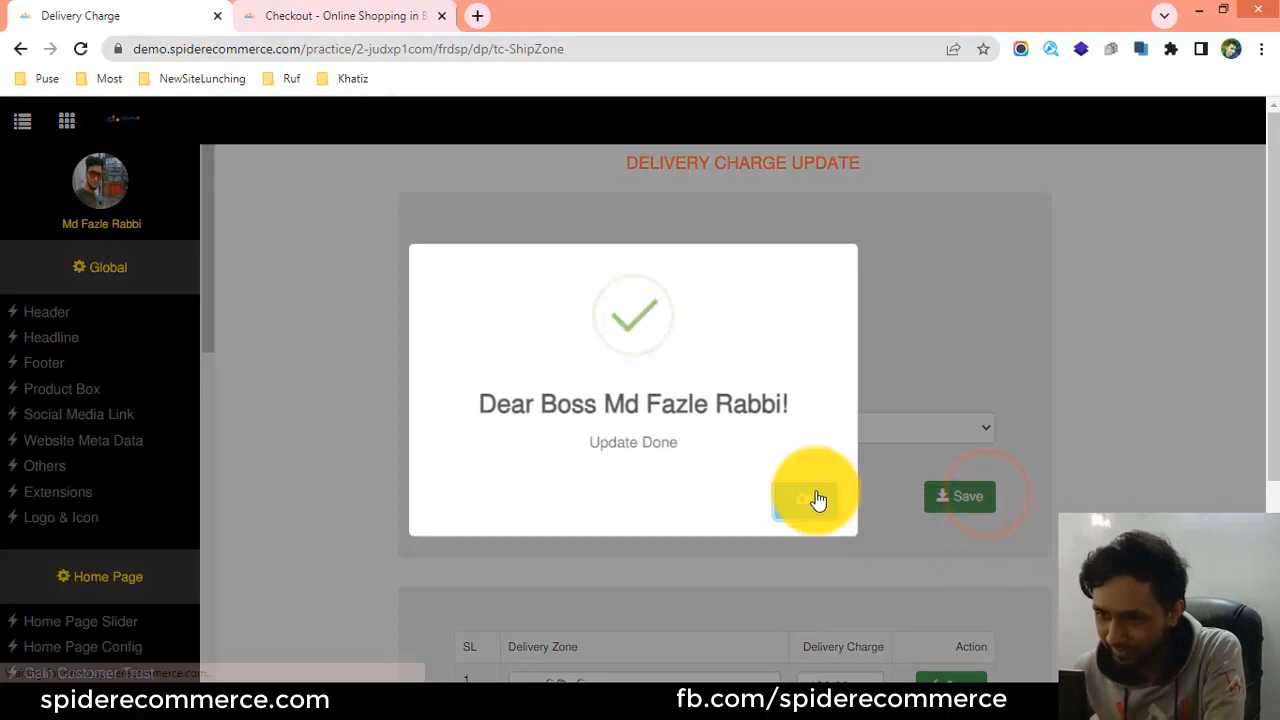 Delivery Charge
Checkout - Online Shopping in B
demo.spiderecommerce.com/practice/2-judxp1com/frdsp/dp/tc-ShipZone
Puse
Most
NewSiteLunching
Ruf
Khatiz
Md Fazle Rabbi
Global
Header
Headline
Footer
Product Box
Social Media Link
Website Meta Data
Others
Extensions
Logo & Icon
Home Page
Home Page Slider
Home Page Config
Gain Customer Trust
DELIVERY CHARGE UPDATE
Dear Boss Md Fazle Rabbi!
Update Done
Save
SL
Delivery Zone
Delivery Charge
Action
1
spiderecommerce.com
fb.com/spiderecommerce